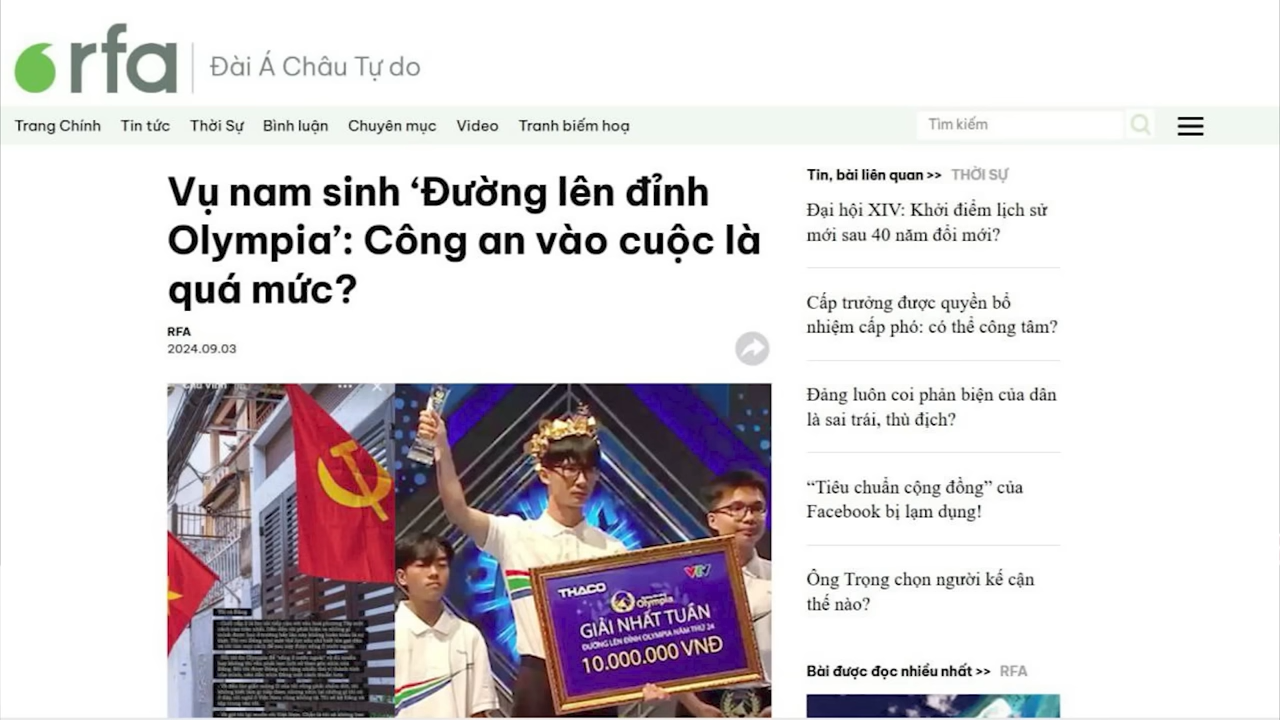 rfa
Đài Á Châu Tự do
Trang Chính
Tin tức
Thời Sự
Bình luận
Chuyên mục
Video
Tranh biếm hoạ
Tìm kiếm
Vụ nam sinh ‘Đường lên đỉnh
Olympia’: Công an vào cuộc là
quá mức?
RFA
2024.09.03
Chu Vinh
THACO
VTV
Olympia
GIẢI NHẤT TUẦN
ĐƯỜNG LÊN ĐỈNH OLYMPIA NĂM THỨ 24
10.000.000 VNĐ
Tin, bài liên quan >> THỜI SỰ
Đại hội XIV: Khởi điểm lịch sử
mới sau 40 năm đổi mới?
Cấp trưởng được quyền bổ
nhiệm cấp phó: có thể công tâm?
Đảng luôn coi phản biện của dân
là sai trái, thù địch?
“Tiêu chuẩn cộng đồng” của
Facebook bị lạm dụng!
Ông Trọng chọn người kế cận
thế nào?
Bài được đọc nhiều nhất >> RFA